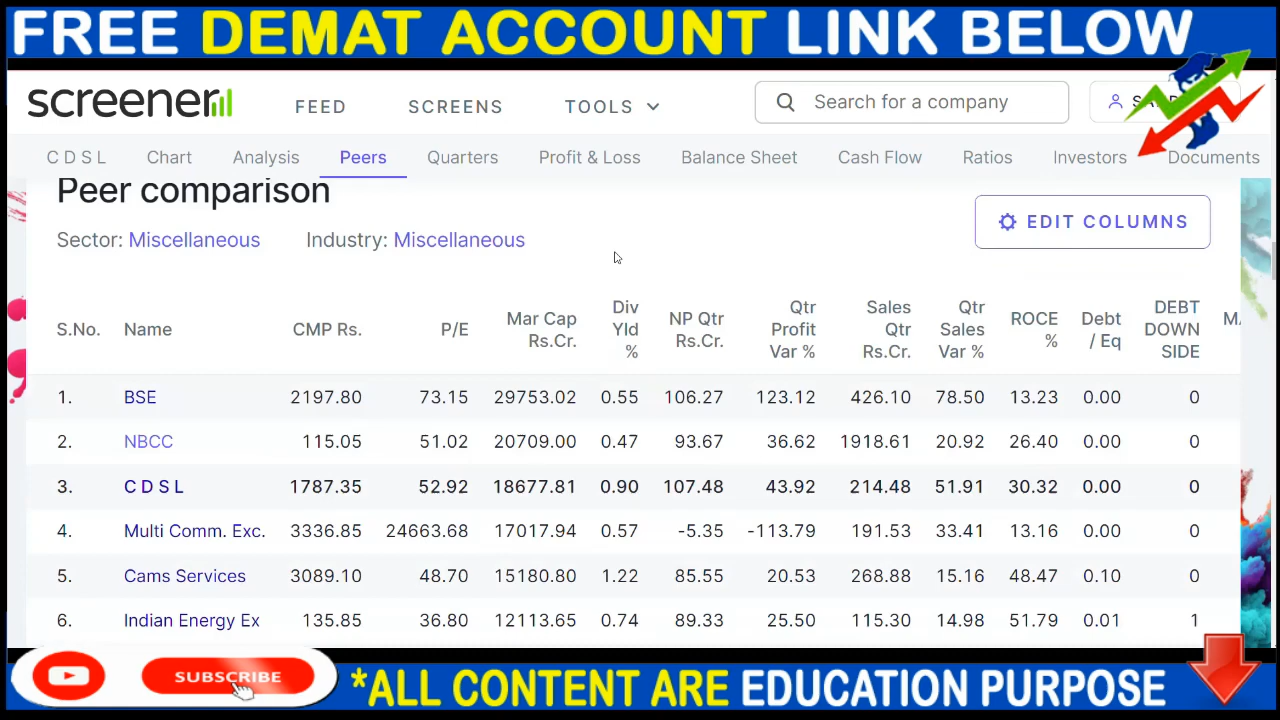 FREE DEMAT ACCOUNT LINK BELOW
screener
FEED SCREENS TOOLS Search for a company
C D S L Chart Analysis Peers Quarters Profit & Loss Balance Sheet Cash Flow Ratios Investors Documents
Peer comparison
EDIT COLUMNS
Sector: Miscellaneous Industry: Miscellaneous
S.No. Name CMP Rs. P/E Mar Cap Rs.Cr. Div Yld % NP Qtr Rs.Cr. Qtr Profit Var % Sales Qtr Rs.Cr. Qtr Sales Var % ROCE % Debt / Eq DEBT DOWN SIDE
1. BSE 2197.80 73.15 29753.02 0.55 106.27 123.12 426.10 78.50 13.23 0.00 0
2. NBCC 115.05 51.02 20709.00 0.47 93.67 36.62 1918.61 20.92 26.40 0.00 0
3. C D S L 1787.35 52.92 18677.81 0.90 107.48 43.92 214.48 51.91 30.32 0.00 0
4. Multi Comm. Exc. 3336.85 24663.68 17017.94 0.57 -5.35 -113.79 191.53 33.41 13.16 0.00 0
5. Cams Services 3089.10 48.70 15180.80 1.22 85.55 20.53 268.88 15.16 48.47 0.10 0
6. Indian Energy Ex 135.85 36.80 12113.65 0.74 89.33 25.50 115.30 14.98 51.79 0.01 1
SUBSCRIBE
*ALL CONTENT ARE EDUCATION PURPOSE